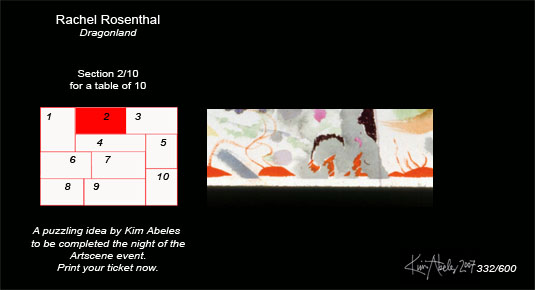 Rachel Rosenthal
Dragonland
Section 2/10
for a table of 10
1 2 3
4 5
6 7
8 9 10
A puzzling idea by Kim Abeles
to be completed the night of the
Artscene event.
Print your ticket now.
Kim Abeles 2007 332/600